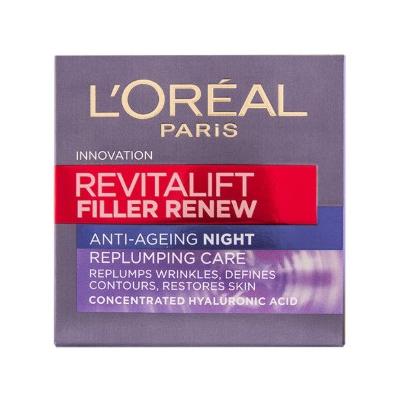 L'ORÉAL
PARIS
INNOVATION
REVITALIFT
FILLER RENEW
ANTI-AGEING NIGHT
REPLUMPING CARE
REPLUMPS WRINKLES, DEFINES
CONTOURS, RESTORES SKIN
CONCENTRATED HYALURONIC ACID